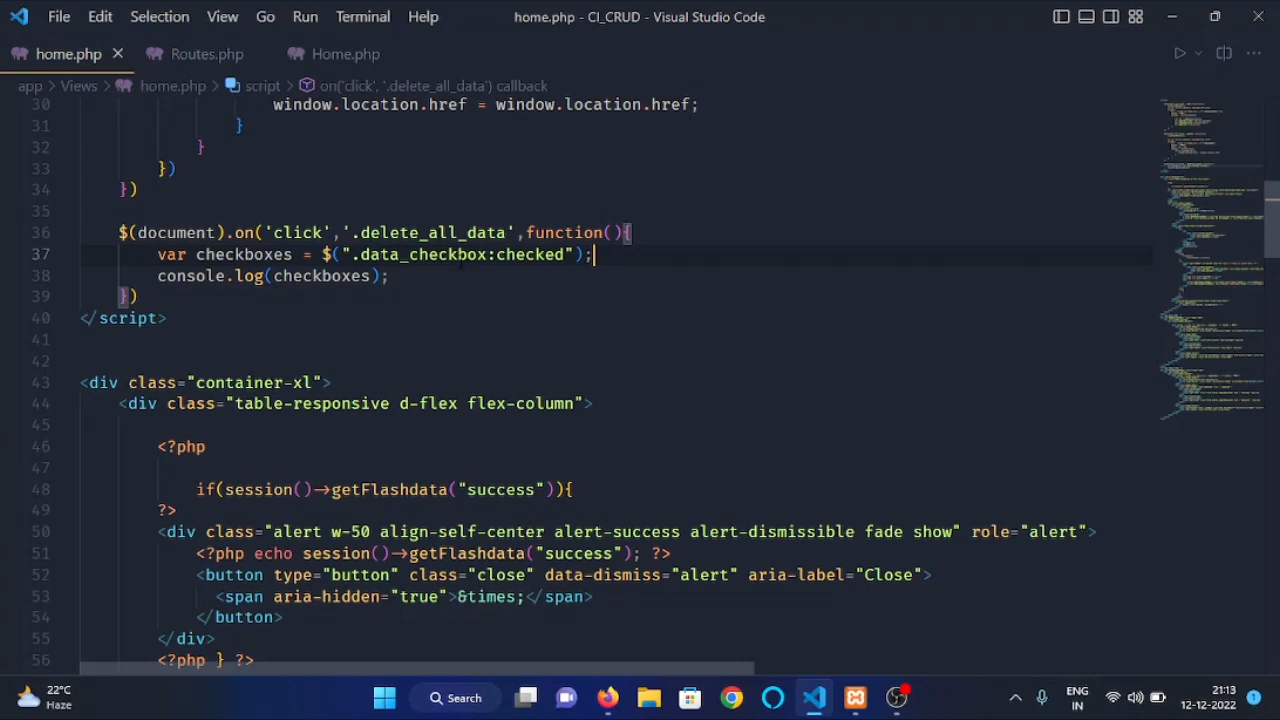 File Edit Selection View Go Run Terminal Help home.php - CI_CRUD - Visual Studio Code
home.php Routes.php Home.php
app > Views > home.php > script > on('click', '.delete_all_data') callback
30 window.location.href = window.location.href;
31 }
32 }
33 })
34 })
35
36 $(document).on('click','.delete_all_data',function(){
37 var checkboxes = $(".data_checkbox:checked");
38 console.log(checkboxes);
39 })
40 </script>
41
42
43 <div class="container-xl">
44 <div class="table-responsive d-flex flex-column">
45
46 <?php
47
48 if(session()->getFlashdata("success")){
49 ?>
50 <div class="alert w-50 align-self-center alert-success alert-dismissible fade show" role="alert">
51 <?php echo session()->getFlashdata("success"); ?>
52 <button type="button" class="close" data-dismiss="alert" aria-label="Close">
53 <span aria-hidden="true">&times;</span>
54 </button>
55 </div>
56 <?php } ?>
22°C
Haze
Search
ENG
IN
21:13
12-12-2022
1